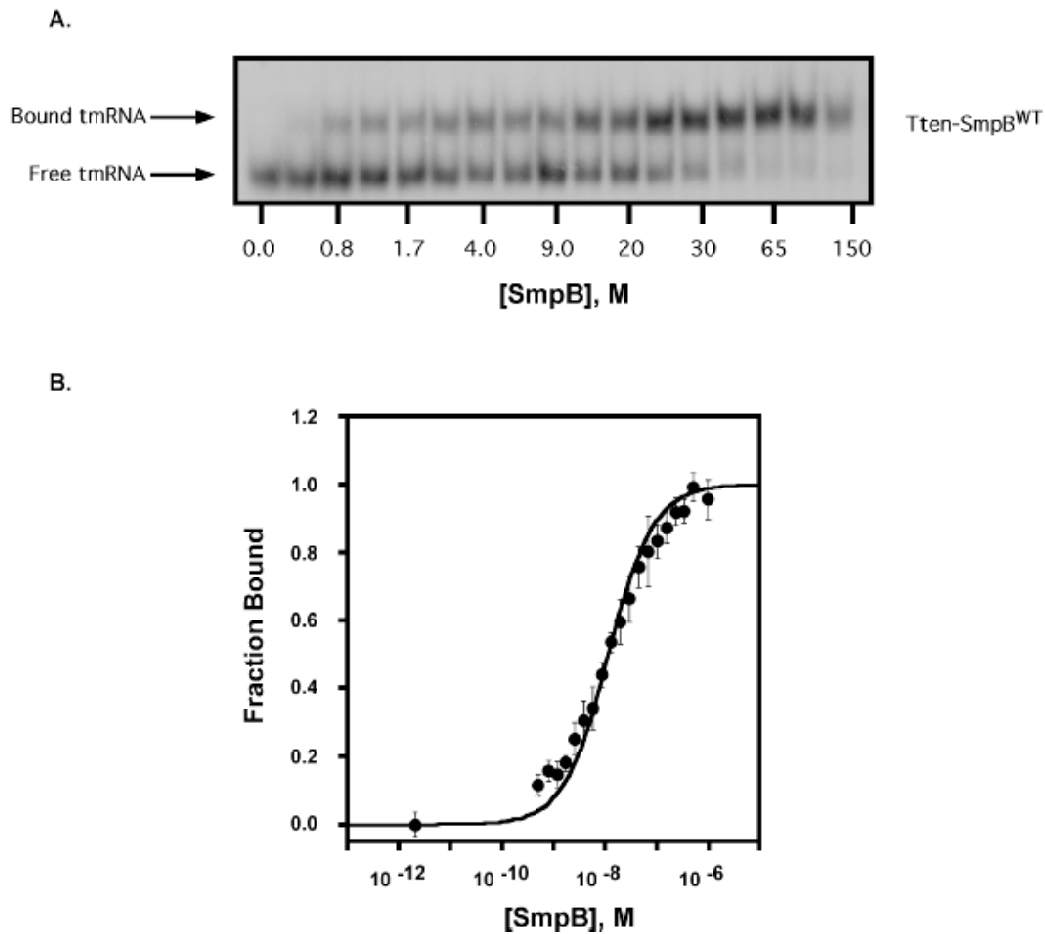 A.
Bound tmRNA
Tten-SmpBWT
Free tmRNA
0.0 0.8 1.7 4.0 9.0 20 30 65 150
[SmpB], M
B.
1.2
1.0
0.8
0.6
0.4
0.2
0.0
Fraction Bound
10-12 10-10 10-8 10-6
[SmpB], M